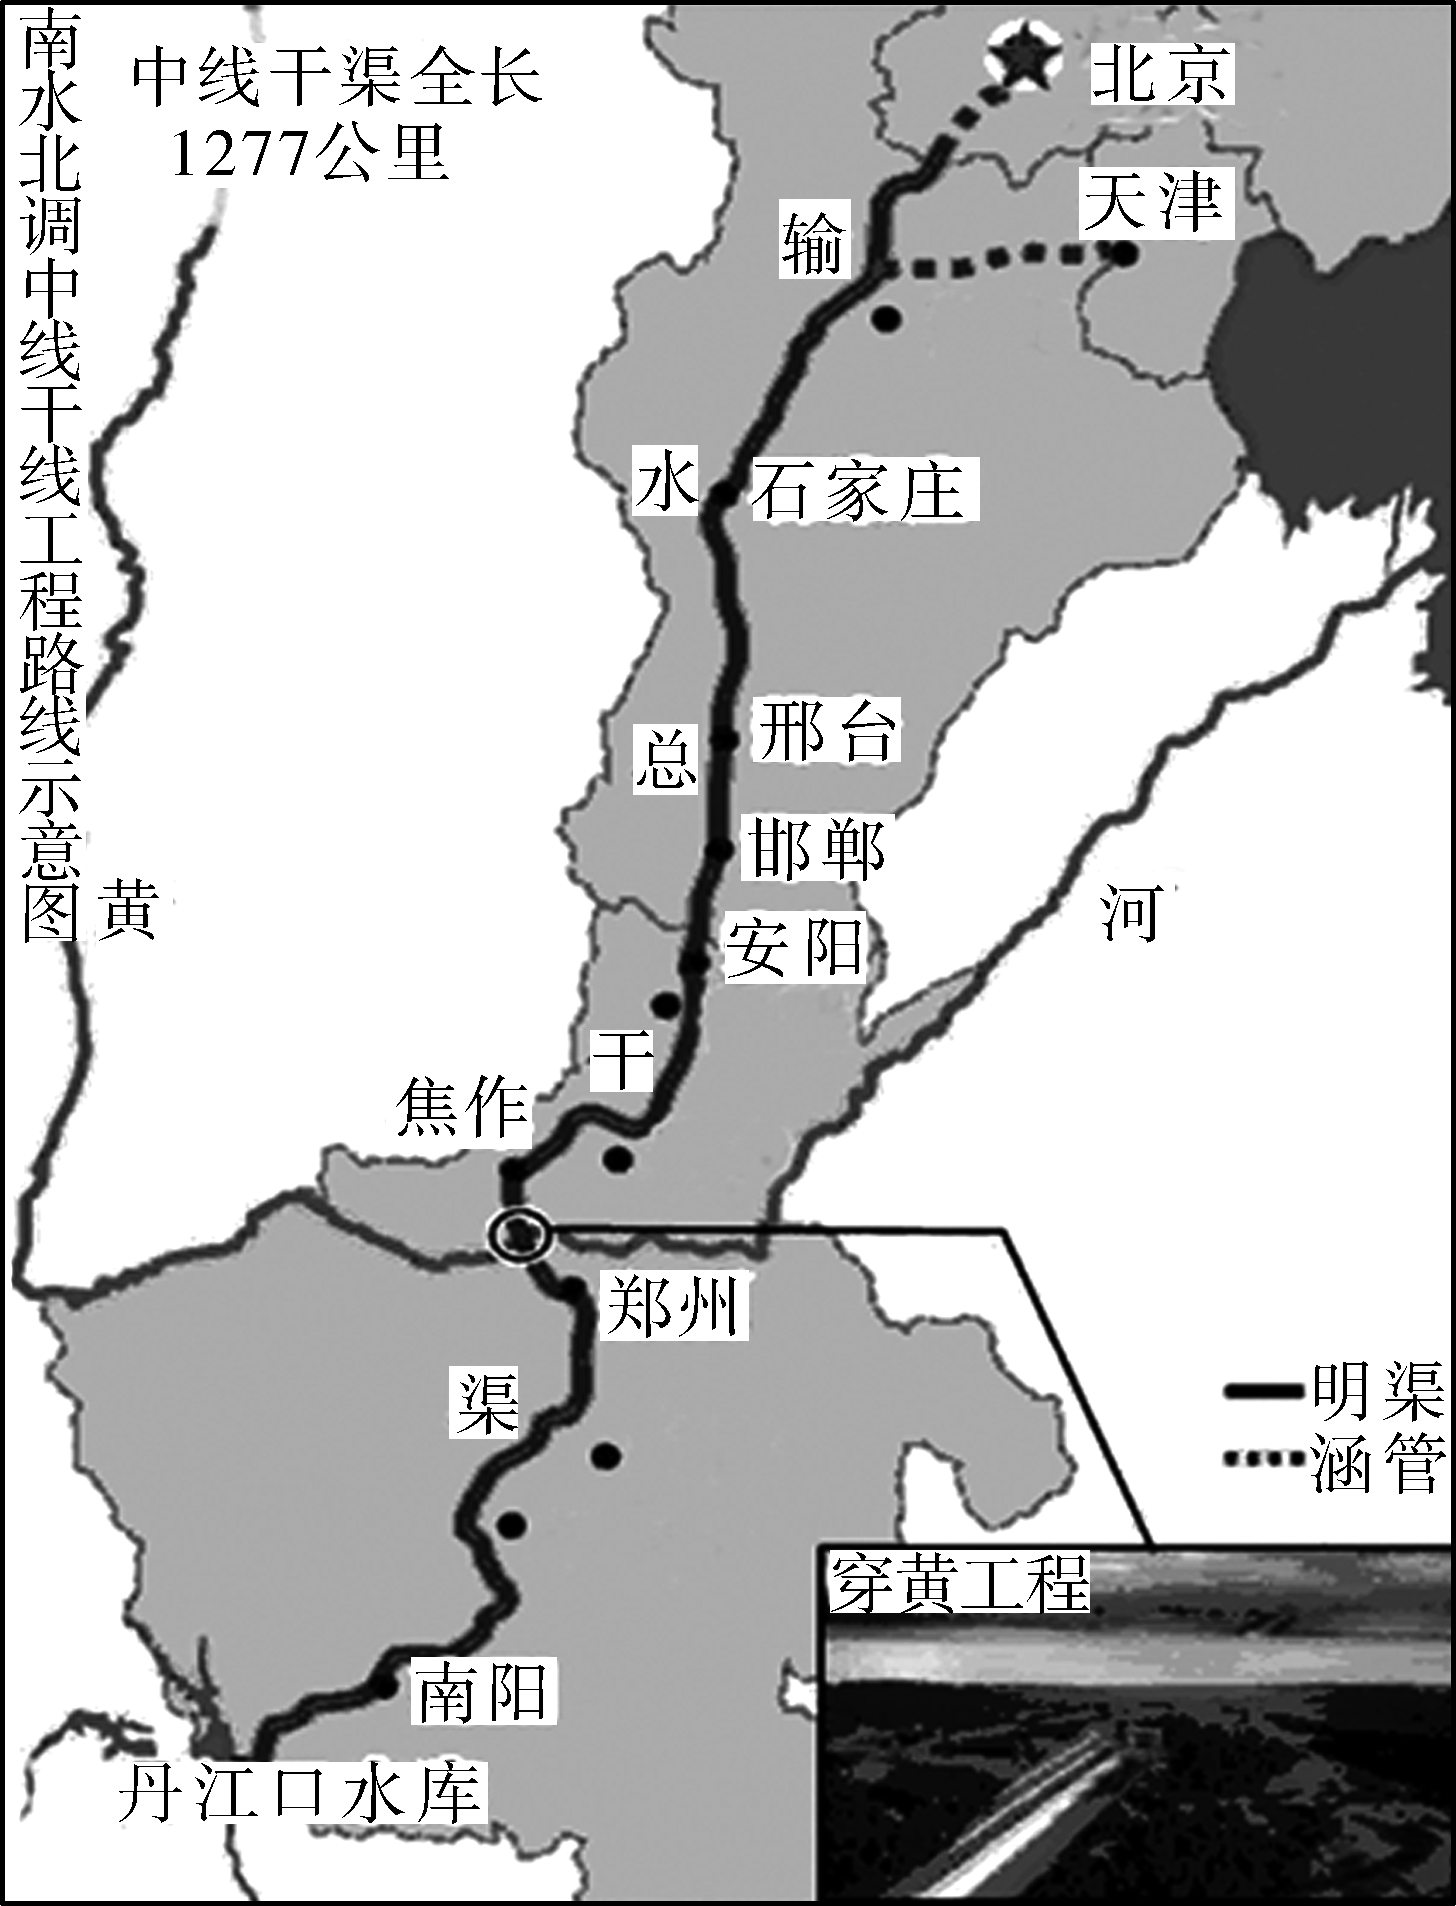 南水北调中线干线工程路线示意图
中线干渠全长
1277公里
北京
天津
输水总干渠
石家庄
邢台
邯郸
安阳
黄河
焦作
郑州
南阳
丹江口水库
明渠
涵管
穿黄工程